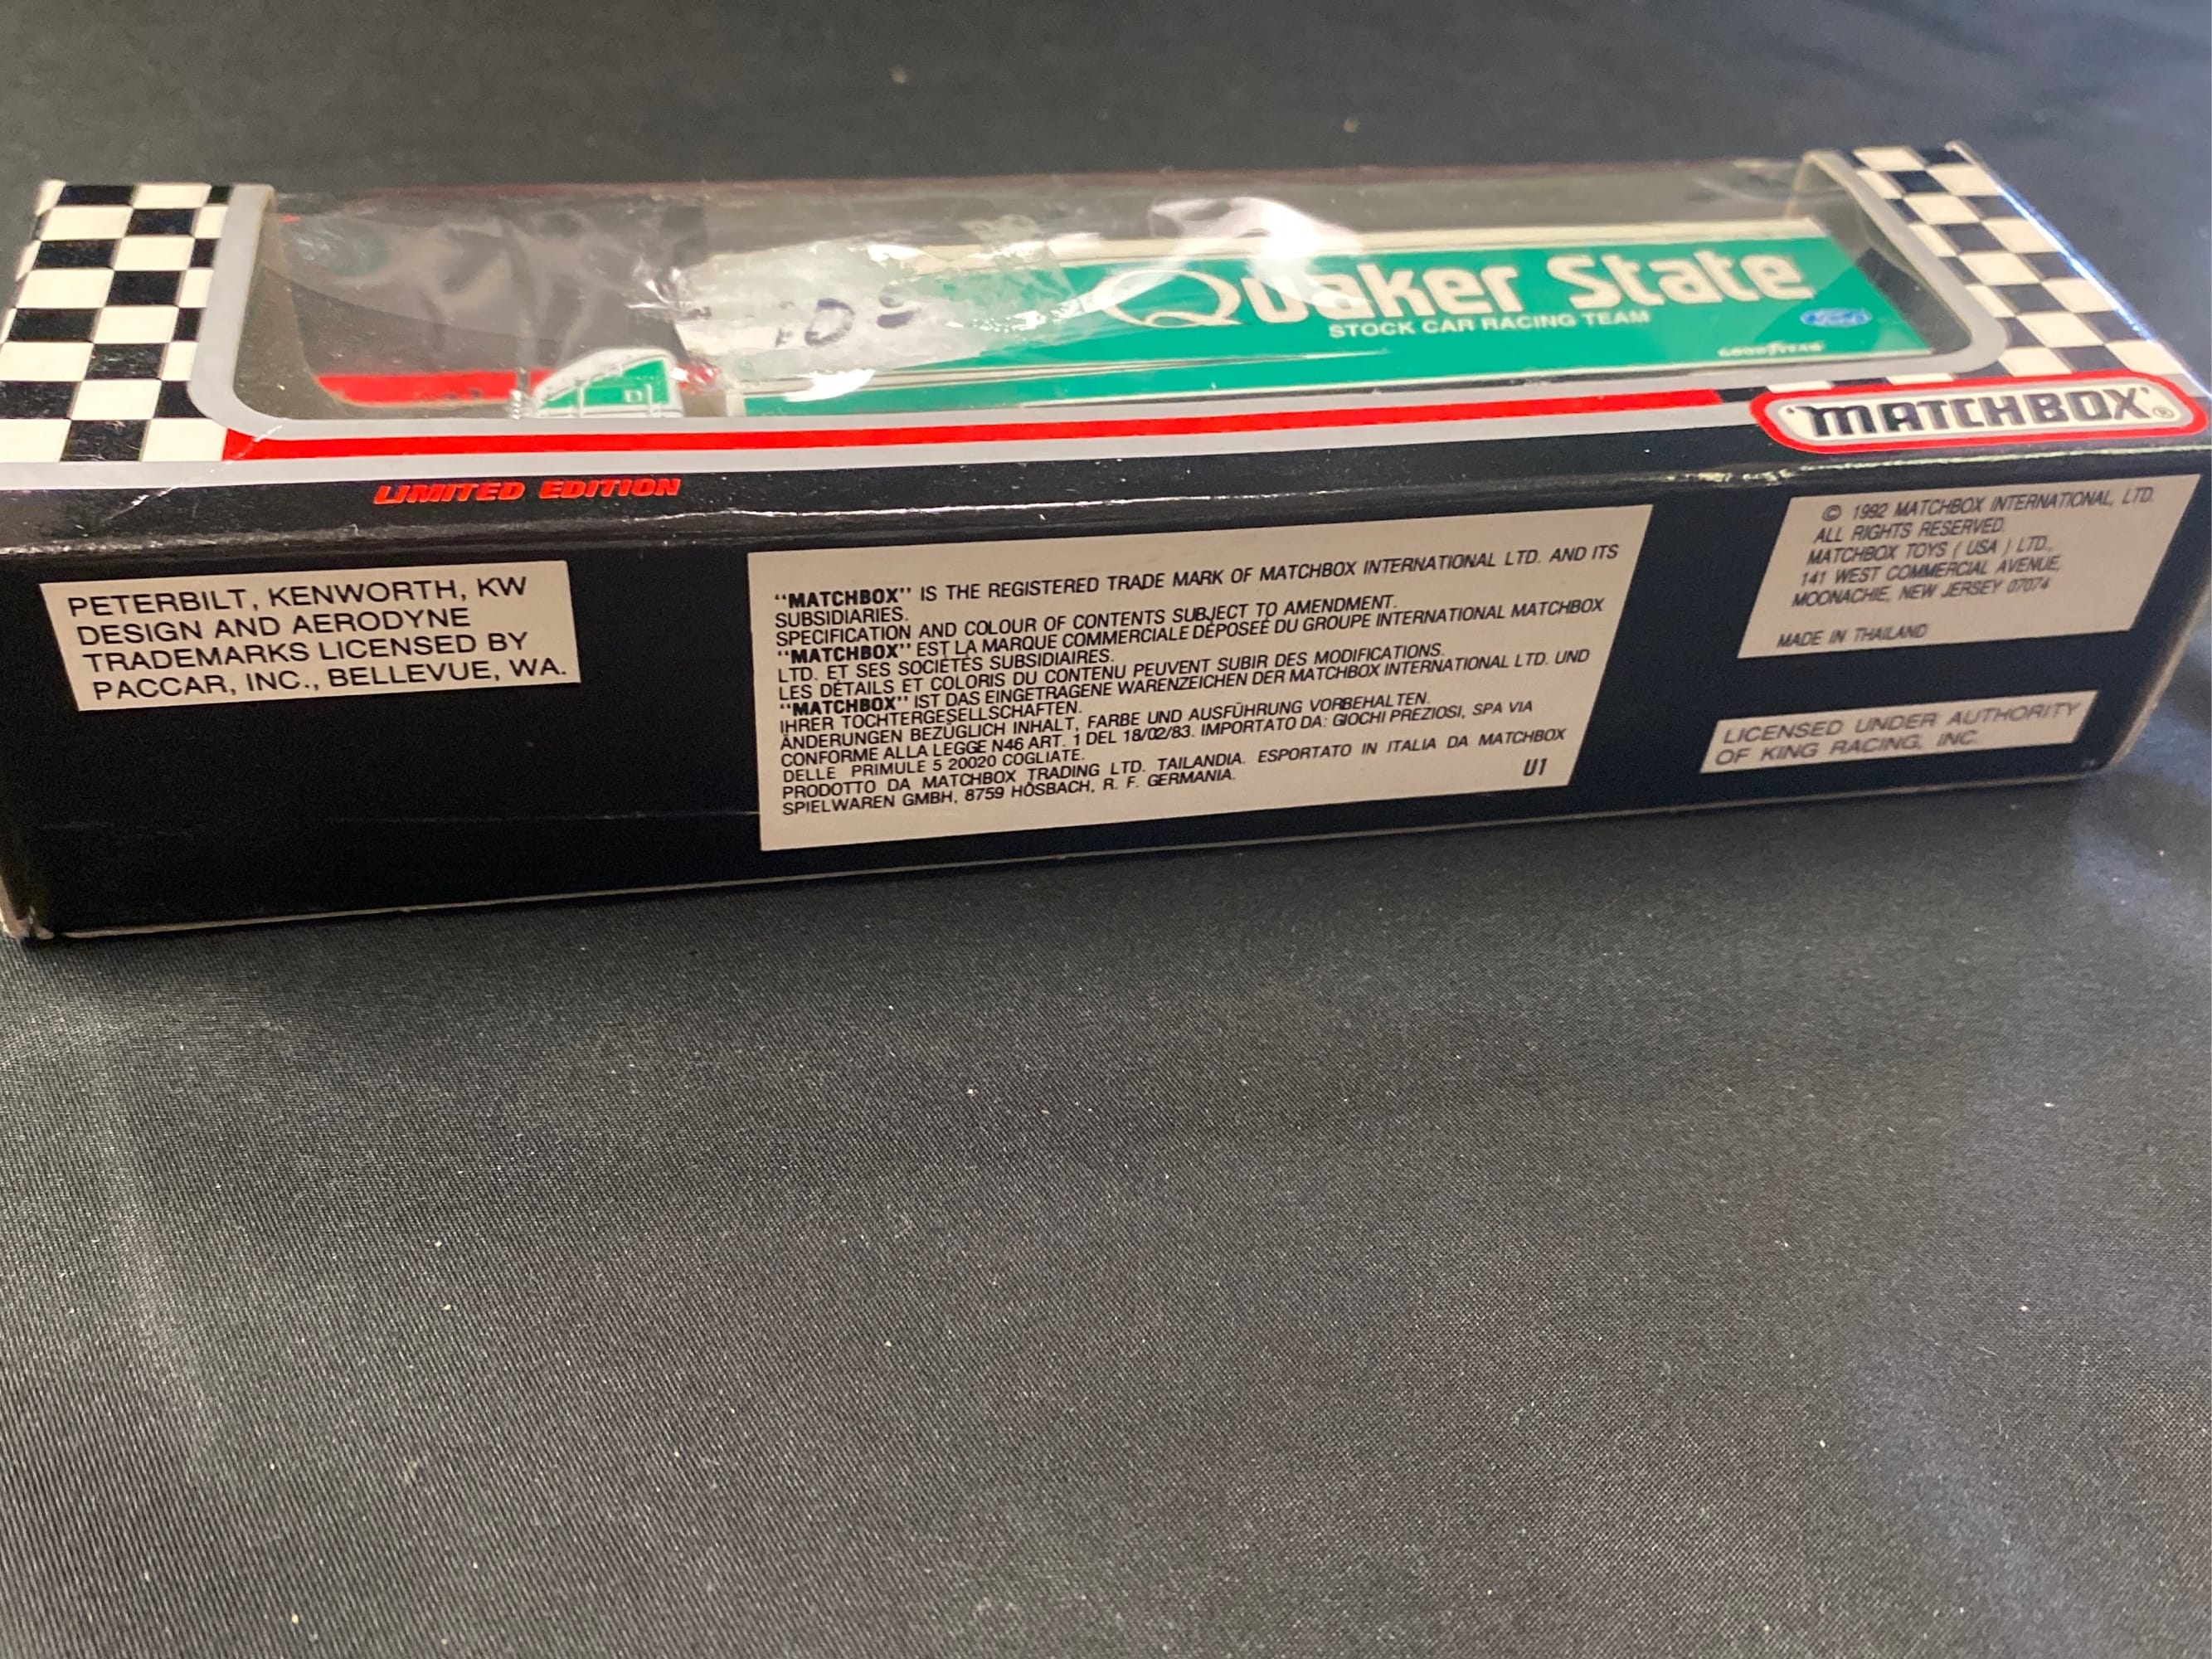 Quaker State
STOCK CAR RACING TEAM
Ford
GOODYEAR
"MATCHBOX"®
LIMITED EDITION
PETERBILT, KENWORTH, KW
DESIGN AND AERODYNE
TRADEMARKS LICENSED BY
PACCAR, INC., BELLEVUE, WA.
"MATCHBOX" IS THE REGISTERED TRADE MARK OF MATCHBOX INTERNATIONAL LTD. AND ITS
SUBSIDIARIES.
SPECIFICATION AND COLOUR OF CONTENTS SUBJECT TO AMENDMENT.
"MATCHBOX" EST LA MARQUE COMMERCIALE DÉPOSÉE DU GROUPE INTERNATIONAL MATCHBOX
LTD. ET SES SOCIÉTÉS SUBSIDIAIRES.
LES DÉTAILS ET COLORIS DU CONTENU PEUVENT SUBIR DES MODIFICATIONS.
"MATCHBOX" IST DAS EINGETRAGENE WARENZEICHEN DER MATCHBOX INTERNATIONAL LTD. UND
IHRER TOCHTERGESELLSCHAFTEN.
ÄNDERUNGEN BEZÜGLICH INHALT, FARBE UND AUSFÜHRUNG VORBEHALTEN.
CONFORME ALLA LEGGE N46 ART. 1 DEL 18/02/83. IMPORTATO DA: GIOCHI PREZIOSI, SPA VIA
DELLE PRIMULE 5 20020 COGLIATE.
PRODOTTO DA MATCHBOX TRADING LTD. TAILANDIA. ESPORTATO IN ITALIA DA MATCHBOX
SPIELWAREN GMBH, 8759 HÖSBACH, R. F. GERMANIA.
U1
© 1992 MATCHBOX INTERNATIONAL, LTD.
ALL RIGHTS RESERVED.
MATCHBOX TOYS ( USA ) LTD.,
141 WEST COMMERCIAL AVENUE,
MOONACHIE, NEW JERSEY 07074
MADE IN THAILAND
LICENSED UNDER AUTHORITY
OF KING RACING, INC.